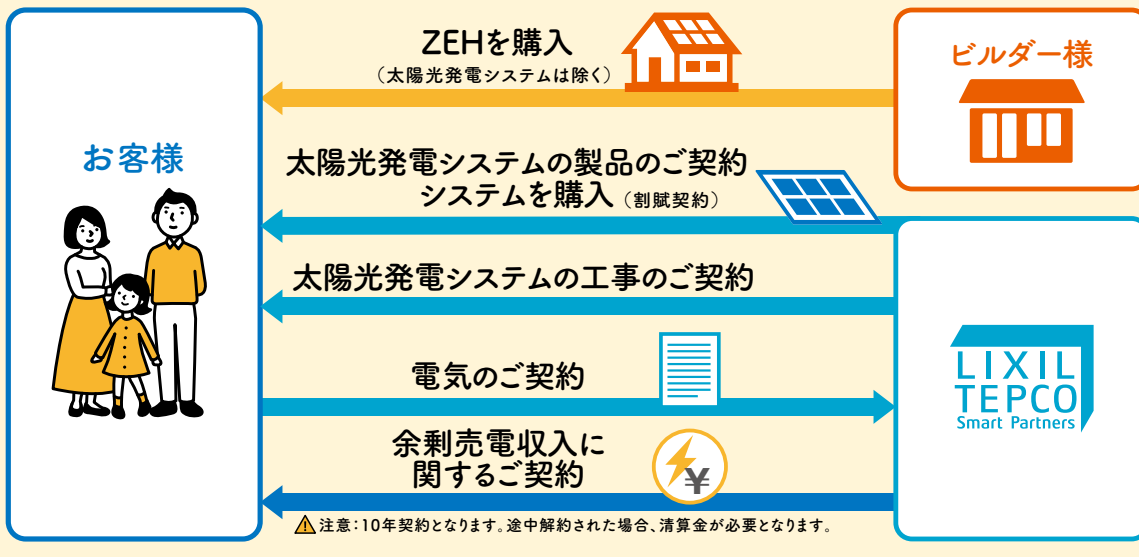 ZEHを購入
（太陽光発電システムは除く）
ビルダー様
お客様
太陽光発電システムの製品のご契約
システムを購入（割賦契約）
太陽光発電システムの工事のご契約
電気のご契約
LIXIL
TEPCO
Smart Partners
余剰売電収入に
関するご契約
¥
注意：10年契約となります。途中解約された場合、清算金が必要となります。